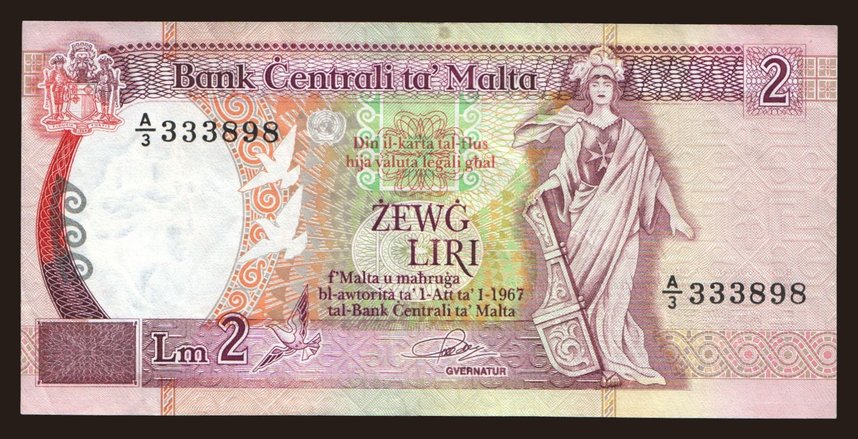 Bank Ċentrali ta' Malta
2
A/3 333898
Din il-karta tal-flus
hija valuta legali għal
ŻEWĠ
LIRI
f'Malta u maħruġa
bl-awtorità ta' l-Att ta' l-1967
tal-Bank Ċentrali ta' Malta
A/3 333898
Lm 2
GVERNATUR